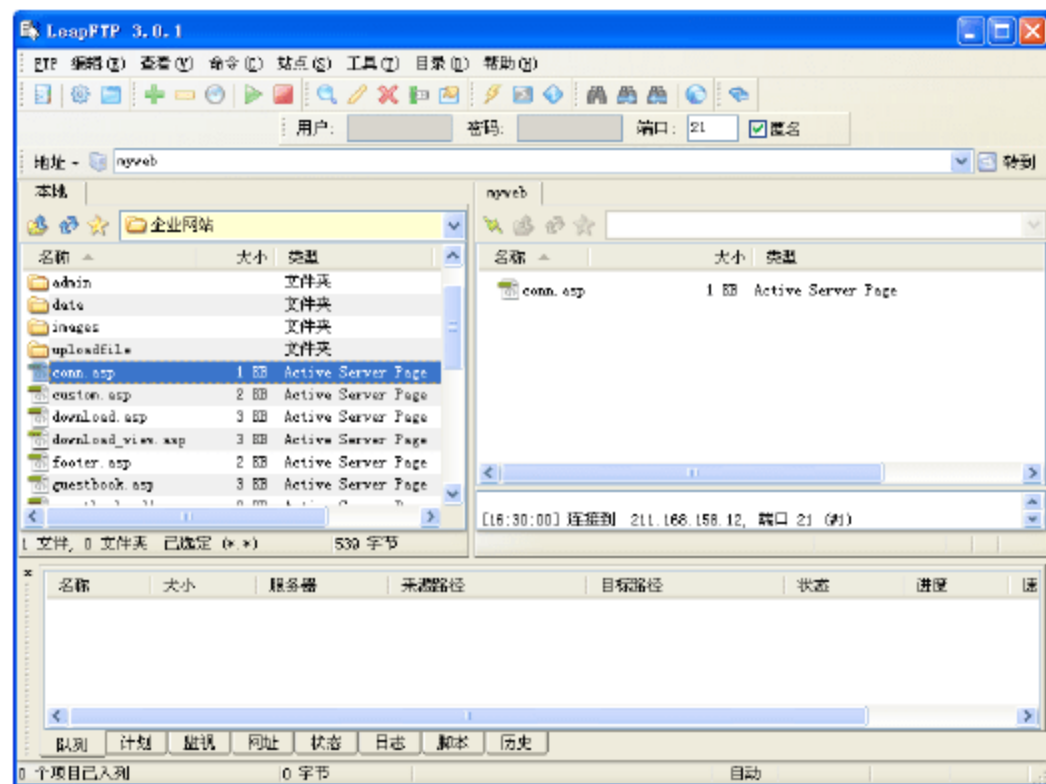 LeapFTP 3.0.1
FTP 编辑(E) 查看(V) 命令(C) 站点(S) 工具(T) 目录(D) 帮助(H)
用户: 密码: 端口: 21 匿名
地址 myweb 转到
本地 myweb
企业网站
名称 大小 类型 名称 大小 类型
admin 文件夹
conn.asp 1 KB Active Server Page
data 文件夹
images 文件夹
uploadfile 文件夹
conn.asp 1 KB Active Server Page
custom.asp 2 KB Active Server Page
download.asp 3 KB Active Server Page
download_view.asp 3 KB Active Server Page
footer.asp 2 KB Active Server Page
guestbook.asp 3 KB Active Server Page
[16:30:00] 连接到 211.168.158.12, 端口 21 (#1)
1 文件, 0 文件夹 已选定 (*.*) 539 字节
名称 大小 服务器 来源路径 目标路径 状态 进度 速
队列 计划 监视 网址 状态 日志 脚本 历史
0 个项目已入列 0 字节 自动